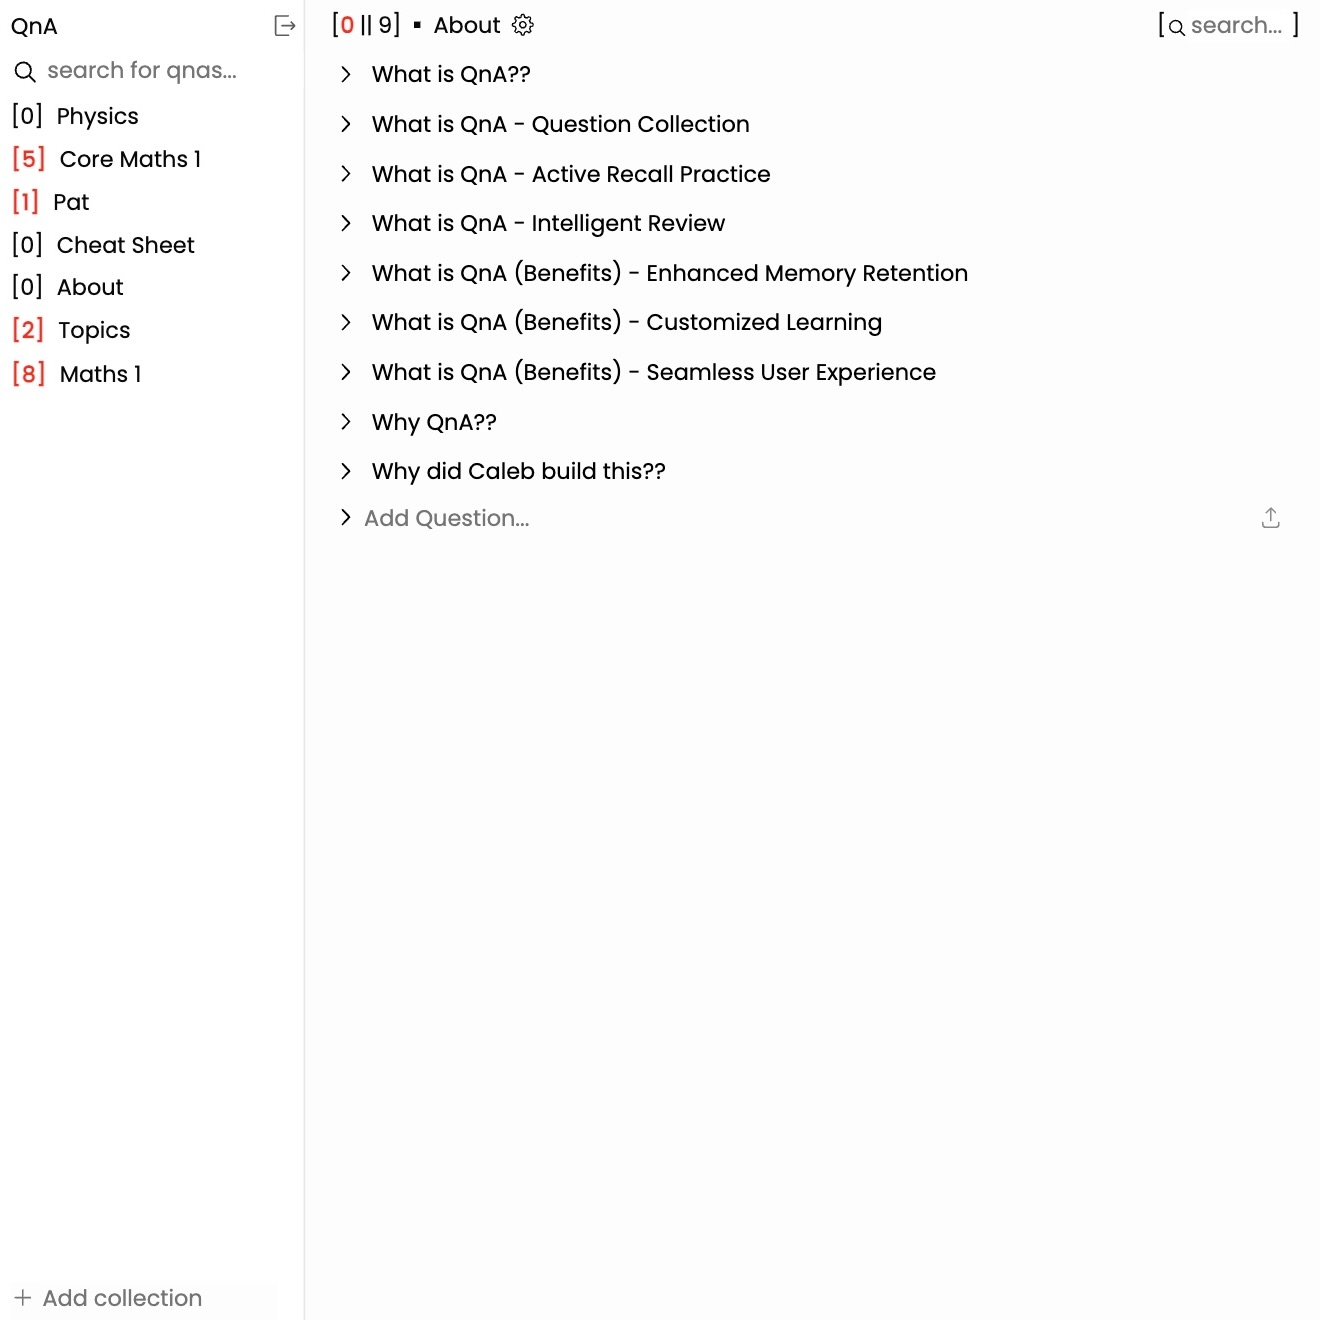 QnA
search for qnas...
[0] Physics
[5] Core Maths 1
[1] Pat
[0] Cheat Sheet
[0] About
[2] Topics
[8] Maths 1
+ Add collection
[0 || 9] ▪ About
[ search... ]
What is QnA??
What is QnA - Question Collection
What is QnA - Active Recall Practice
What is QnA - Intelligent Review
What is QnA (Benefits) - Enhanced Memory Retention
What is QnA (Benefits) - Customized Learning
What is QnA (Benefits) - Seamless User Experience
Why QnA??
Why did Caleb build this??
Add Question...